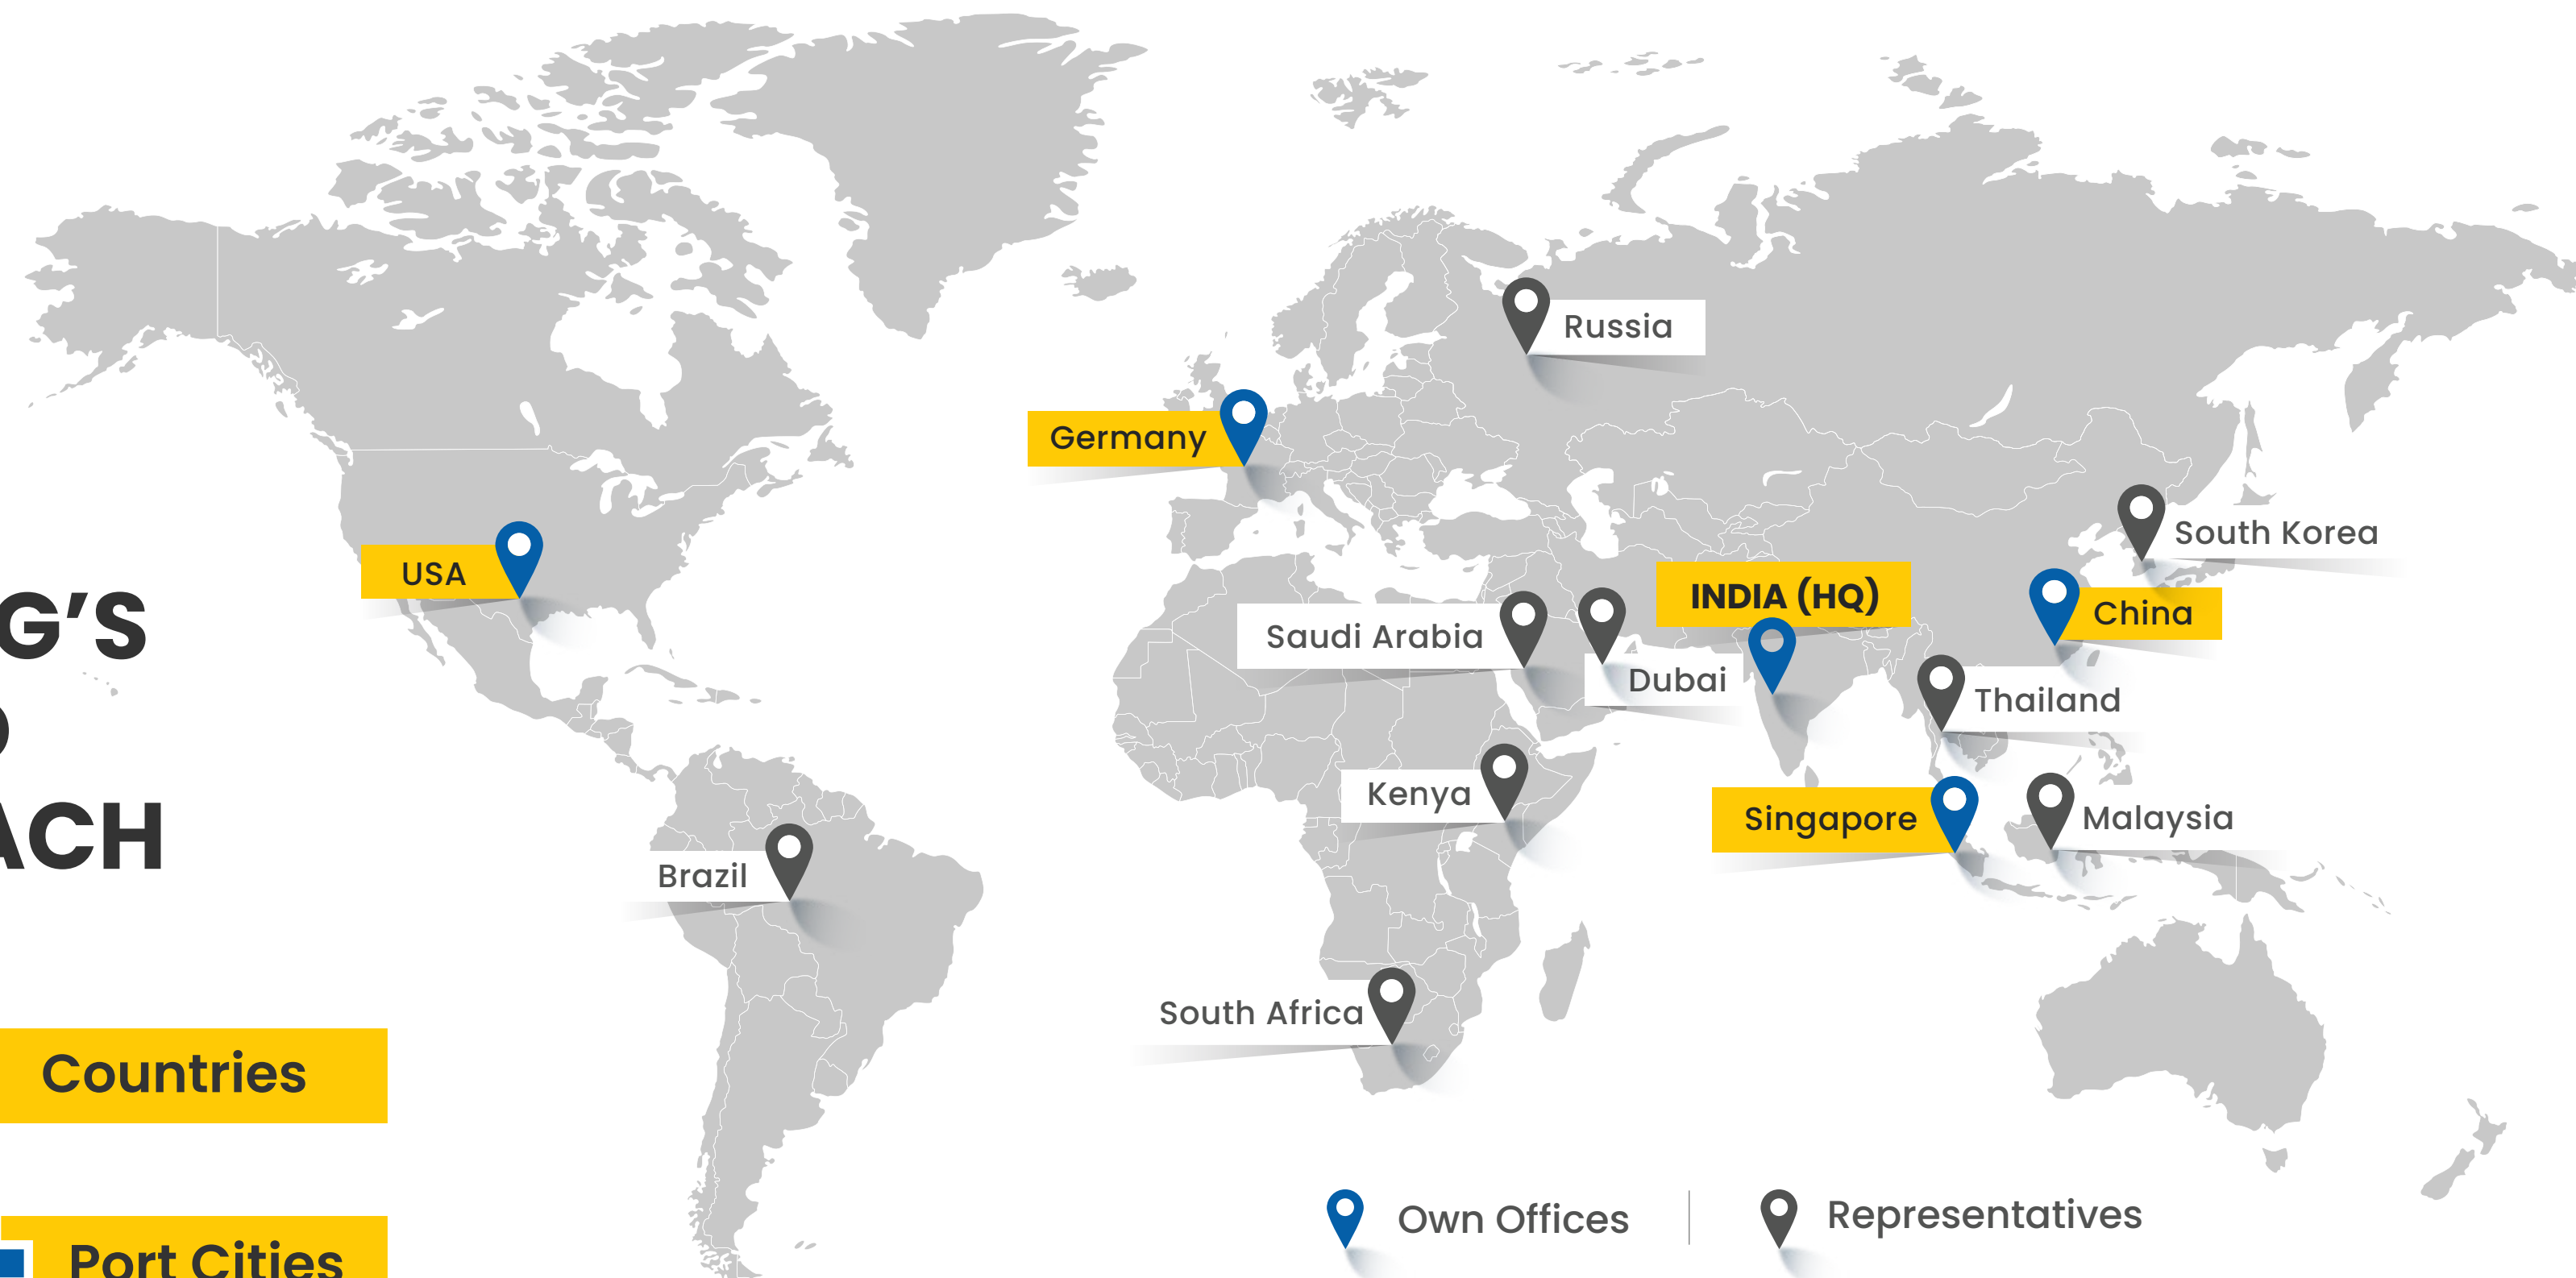 G’S
ACH
Countries
Port Cities
Russia
Germany
South Korea
USA
INDIA (HQ)
China
Saudi Arabia
Dubai
Thailand
Kenya
Singapore
Malaysia
Brazil
South Africa
Own Offices
Representatives